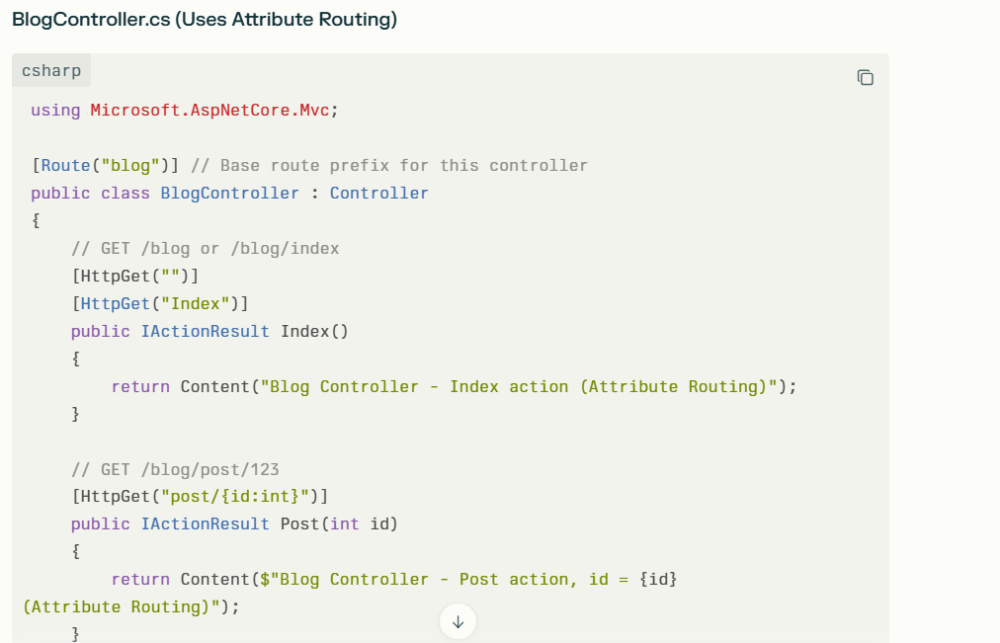 BlogController.cs (Uses Attribute Routing)
csharp
using Microsoft.AspNetCore.Mvc;
[Route("blog")] // Base route prefix for this controller
public class BlogController : Controller
{
    // GET /blog or /blog/index
    [HttpGet("")]
    [HttpGet("Index")]
    public IActionResult Index()
    {
        return Content("Blog Controller - Index action (Attribute Routing)");
    }
    // GET /blog/post/123
    [HttpGet("post/{id:int}")]
    public IActionResult Post(int id)
    {
        return Content($"Blog Controller - Post action, id = {id}
(Attribute Routing)");
    }